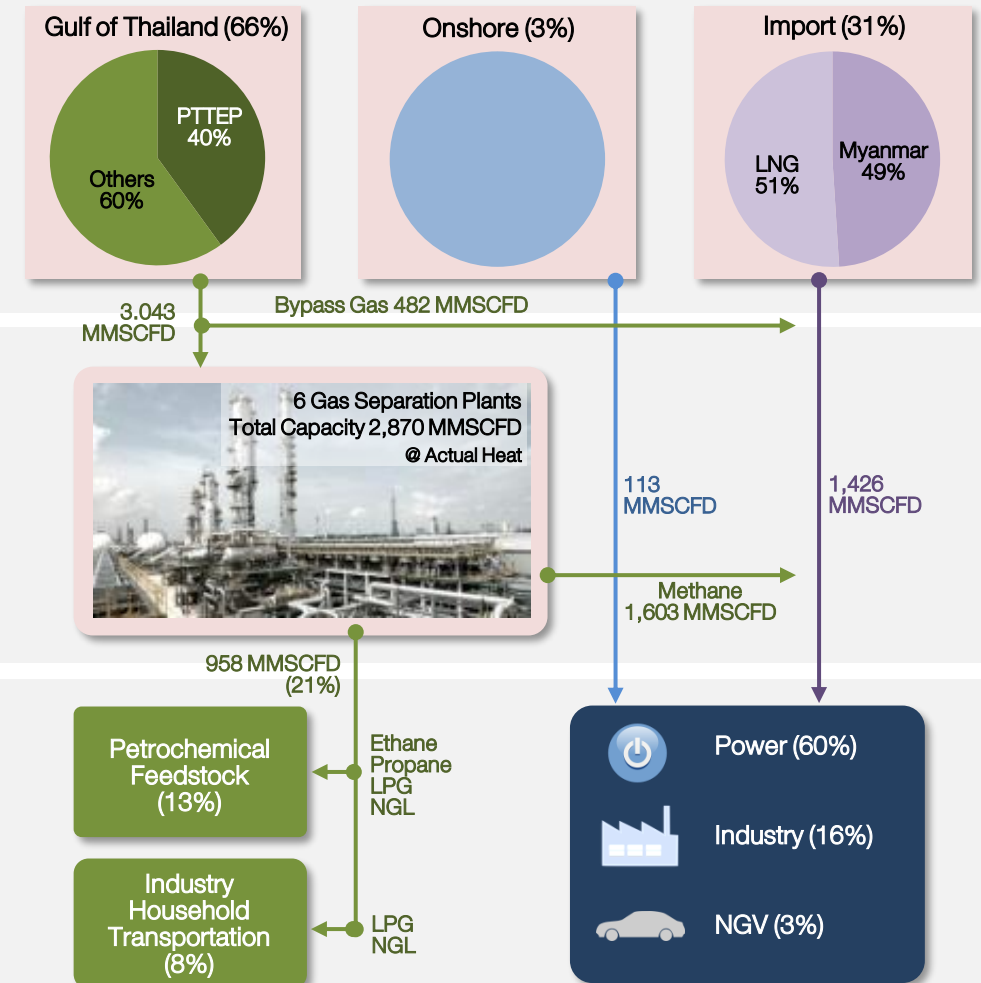 Gulf of Thailand (66%)
PTTEP
40%
Others
60%
Onshore (3%)
Import (31%)
LNG
51%
Myanmar
49%
3.043
MMSCFD
Bypass Gas 482 MMSCFD
6 Gas Separation Plants
Total Capacity 2,870 MMSCFD
@ Actual Heat
113
MMSCFD
1,426
MMSCFD
Methane
1,603 MMSCFD
958 MMSCFD
(21%)
Petrochemical
Feedstock
(13%)
Ethane
Propane
LPG
NGL
Industry
Household
Transportation
(8%)
LPG
NGL
Power (60%)
Industry (16%)
NGV (3%)